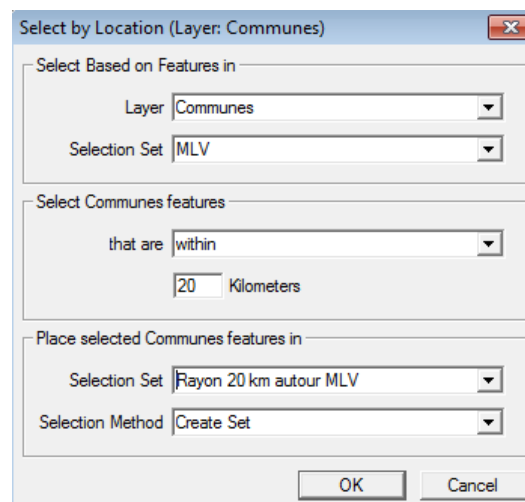 Select by Location (Layer: Communes)
Select Based on Features in
Layer Communes
Selection Set MLV
Select Communes features
that are within
20 Kilometers
Place selected Communes features in
Selection Set Rayon 20 km autour MLV
Selection Method Create Set
OK Cancel